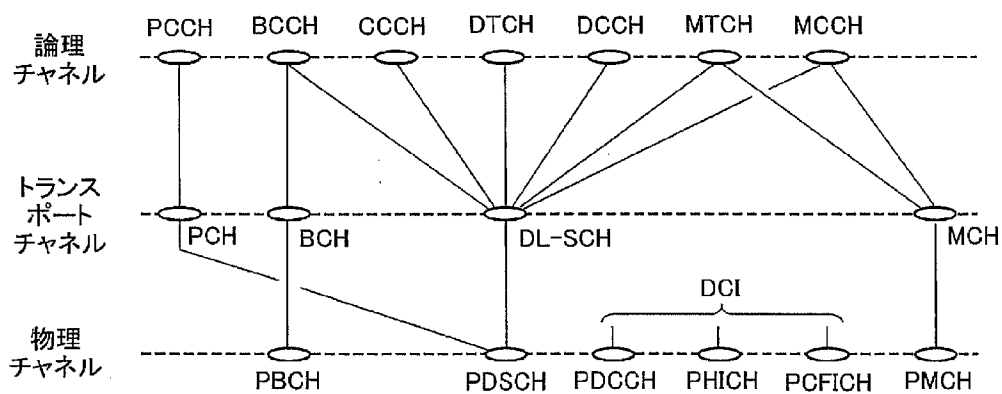 論理
チャネル
PCCH BCCH CCCH DTCH DCCH MTCH MCCH
トランス
ポート
チャネル
PCH BCH DL-SCH MCH
DCI
物理
チャネル
PBCH PDSCH PDCCH PHICH PCFICH PMCH